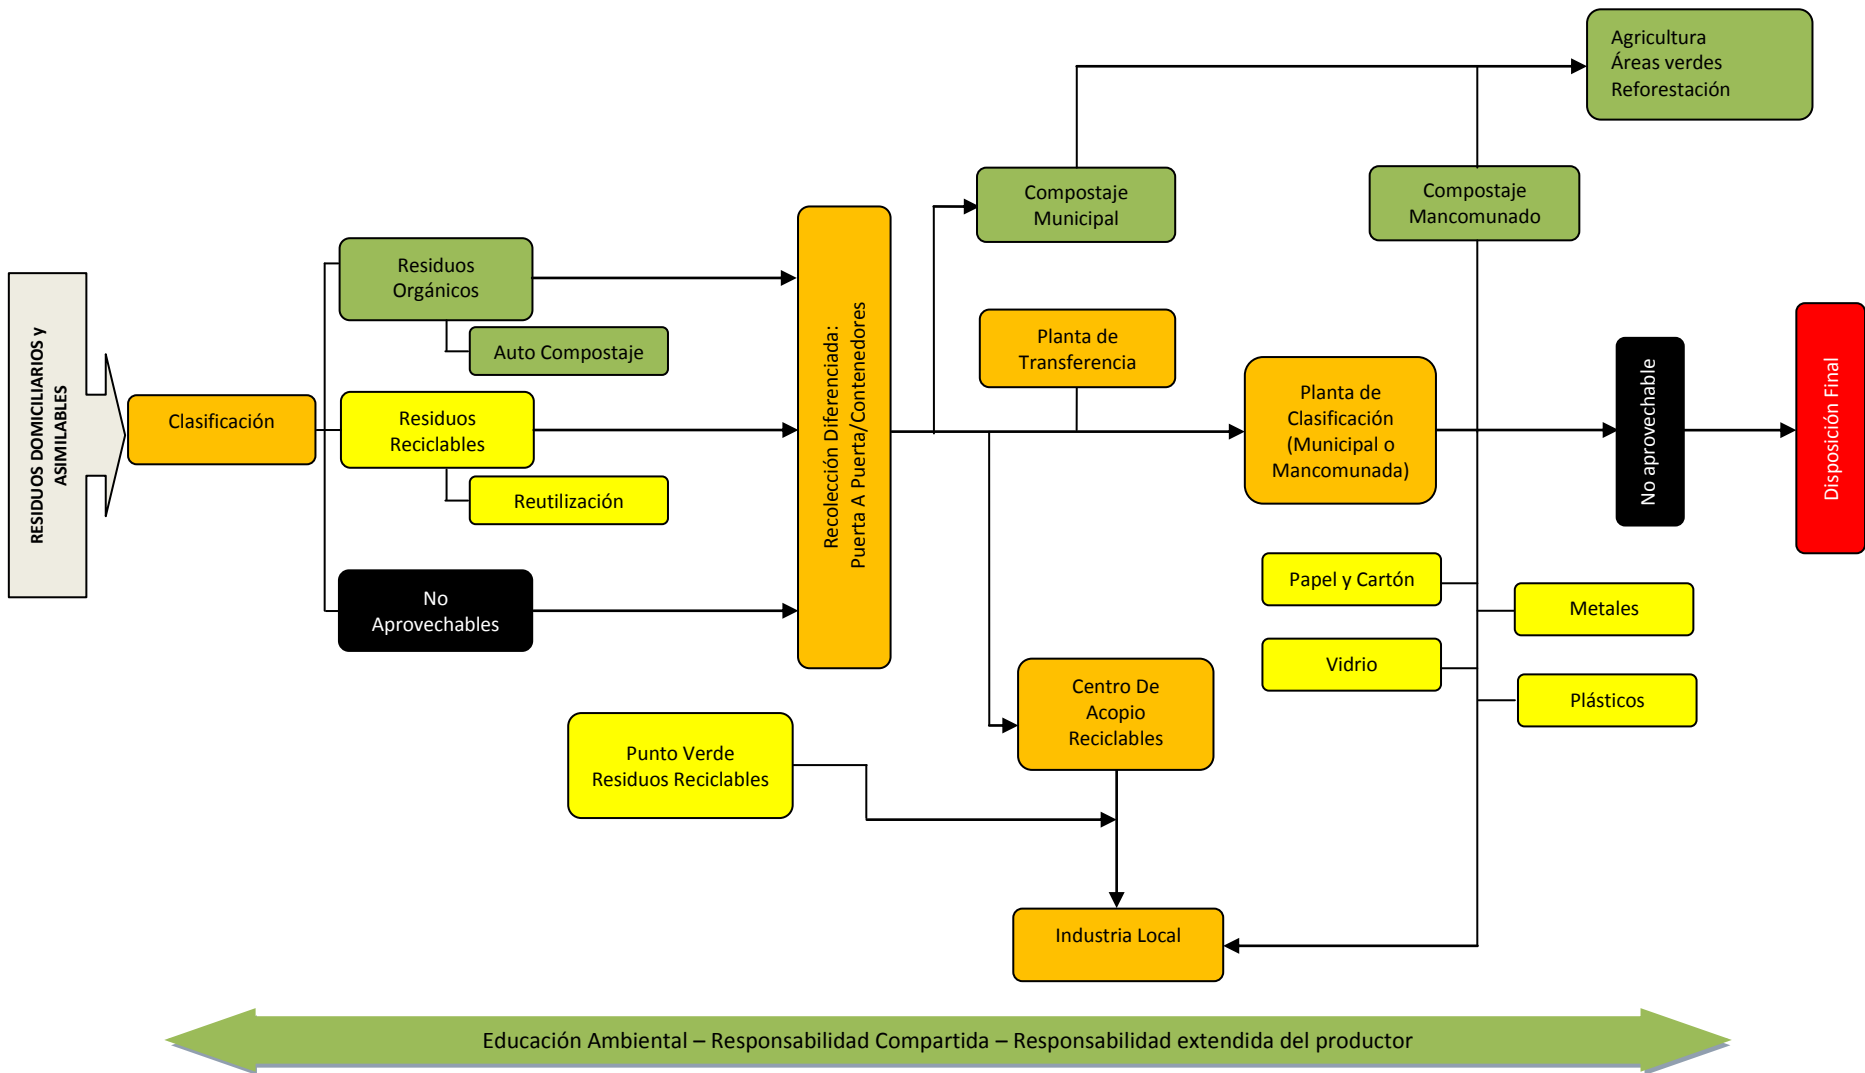 RESIDUOS DOMICILIARIOS y
ASIMILABLES
Clasificación
Residuos
Orgánicos
Auto Compostaje
Residuos
Reciclables
Reutilización
No
Aprovechables
Recolección Diferenciada:
Puerta A Puerta/Contenedores
Punto Verde
Residuos Reciclables
Compostaje
Municipal
Planta de
Transferencia
Centro De
Acopio
Reciclables
Industria Local
Planta de
Clasificación
(Municipal o
Mancomunada)
Compostaje
Mancomunado
Agricultura
Áreas verdes
Reforestación
Papel y Cartón
Vidrio
Metales
Plásticos
No aprovechable
Disposición Final
Educación Ambiental – Responsabilidad Compartida – Responsabilidad extendida del productor